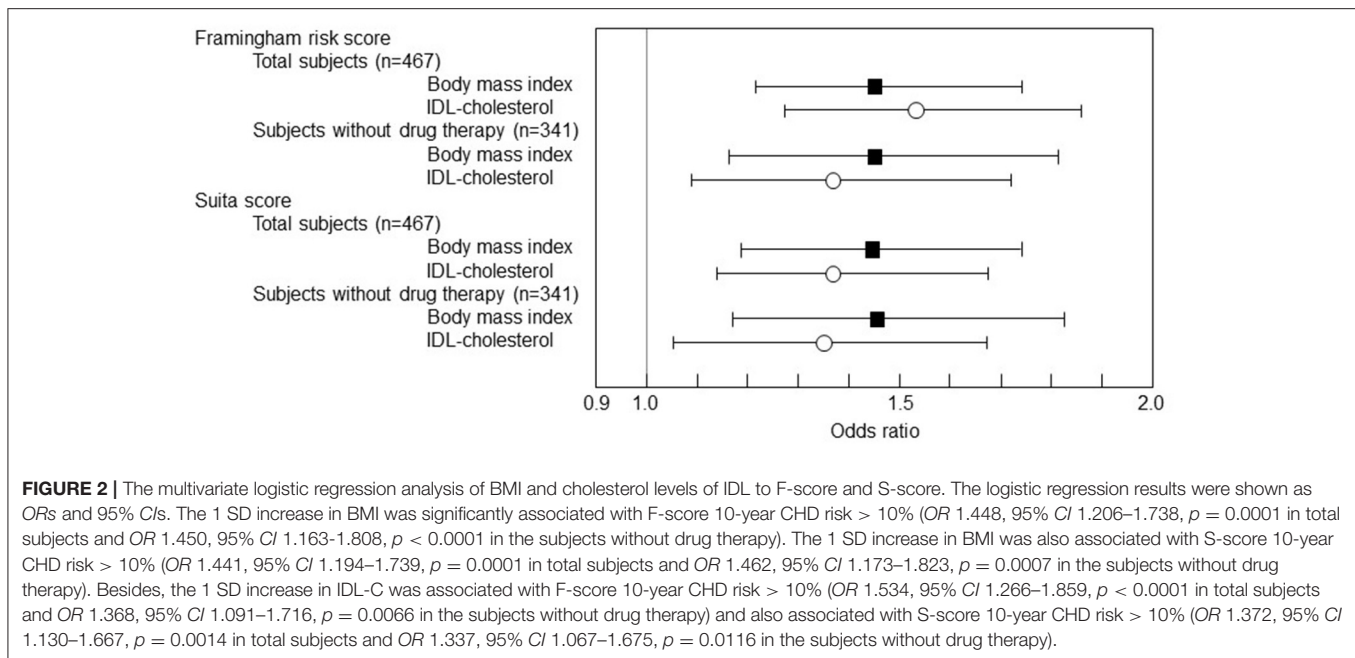 Framingham risk score
Total subjects (n=467)
Body mass index
IDL-cholesterol
Subjects without drug therapy (n=341)
Body mass index
IDL-cholesterol
Suita score
Total subjects (n=467)
Body mass index
IDL-cholesterol
Subjects without drug therapy (n=341)
Body mass index
IDL-cholesterol
0.9 1.0 1.5 2.0
Odds ratio
FIGURE 2 | The multivariate logistic regression analysis of BMI and cholesterol levels of IDL to F-score and S-score. The logistic regression results were shown as
ORs and 95% CIs. The 1 SD increase in BMI was significantly associated with F-score 10-year CHD risk > 10% (OR 1.448, 95% CI 1.206–1.738, p = 0.0001 in total
subjects and OR 1.450, 95% CI 1.163-1.808, p < 0.0001 in the subjects without drug therapy). The 1 SD increase in BMI was also associated with S-score 10-year
CHD risk > 10% (OR 1.441, 95% CI 1.194–1.739, p = 0.0001 in total subjects and OR 1.462, 95% CI 1.173–1.823, p = 0.0007 in the subjects without drug
therapy). Besides, the 1 SD increase in IDL-C was associated with F-score 10-year CHD risk > 10% (OR 1.534, 95% CI 1.266–1.859, p < 0.0001 in total subjects
and OR 1.368, 95% CI 1.091–1.716, p = 0.0066 in the subjects without drug therapy) and also associated with S-score 10-year CHD risk > 10% (OR 1.372, 95% CI
1.130–1.667, p = 0.0014 in total subjects and OR 1.337, 95% CI 1.067–1.675, p = 0.0116 in the subjects without drug therapy).